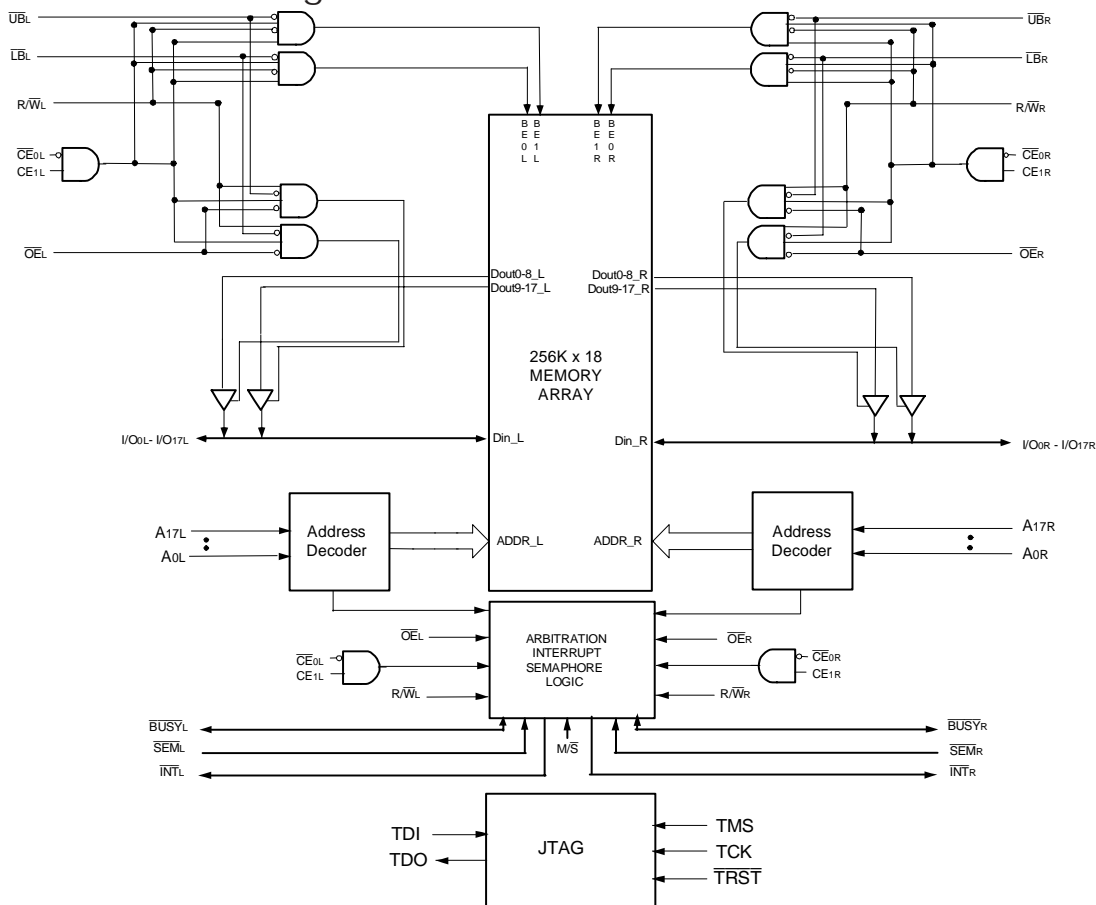 UBL
UBR
LBL
LBR
R/WL
R/WR
BE0L
BE1L
BE1R
BE0R
CE0L
CE1L
CE0R
CE1R
OEL
OER
Dout0-8_L
Dout9-17_L
Dout0-8_R
Dout9-17_R
256K x 18
MEMORY
ARRAY
I/O0L- I/O17L
Din_L
Din_R
I/O0R - I/O17R
A17L
A0L
Address
Decoder
ADDR_L
ADDR_R
Address
Decoder
A17R
A0R
OEL
ARBITRATION
INTERRUPT
SEMAPHORE
LOGIC
OER
CE0L
CE1L
CE0R
CE1R
R/WL
R/WR
BUSYL
BUSYR
SEML
M/S
SEMR
INTL
INTR
TDI
TDO
JTAG
TMS
TCK
TRST